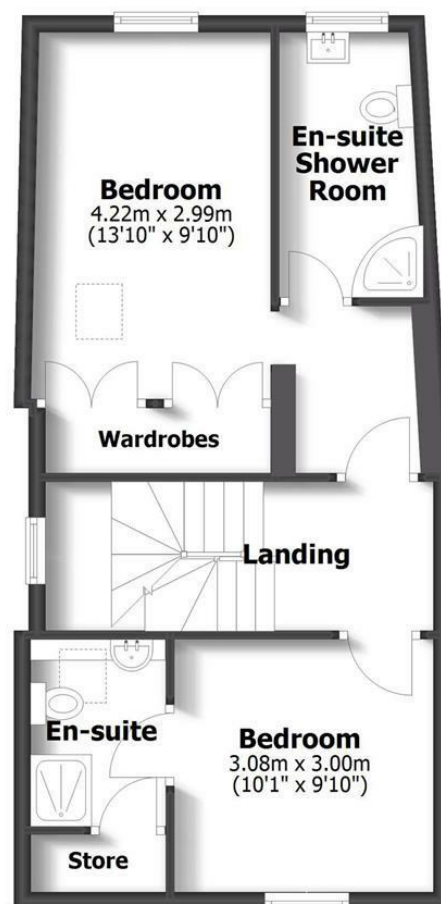 En-suite
Shower
Room
Bedroom
4.22m x 2.99m
(13'10" x 9'10")
Wardrobes
Landing
En-suite
Bedroom
3.08m x 3.00m
(10'1" x 9'10")
Store